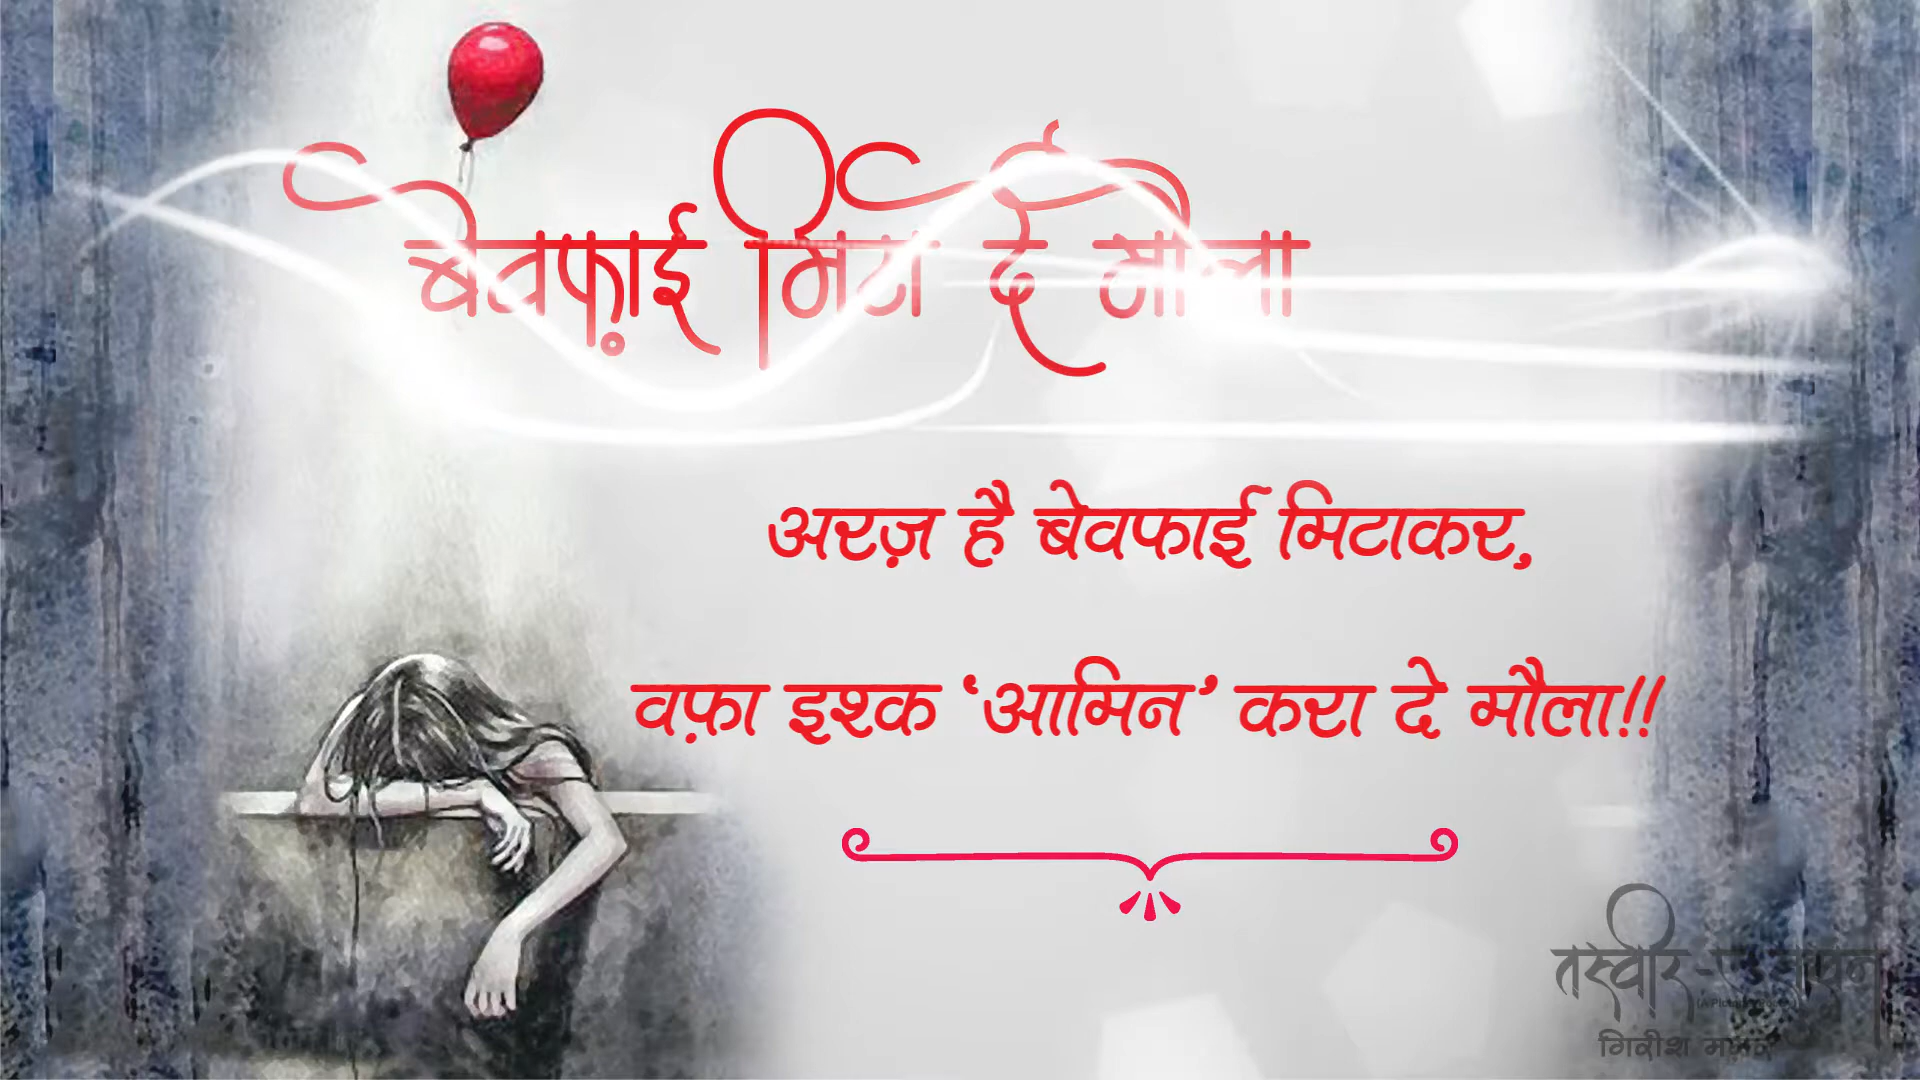 बेवफ़ाई मिटा दे मौला
अरज़ है बेवफाई मिटाकर,
वफ़ा इश्क ‘आमिन’ करा दे मौला!!
तस्वीर-ए
गिरीश